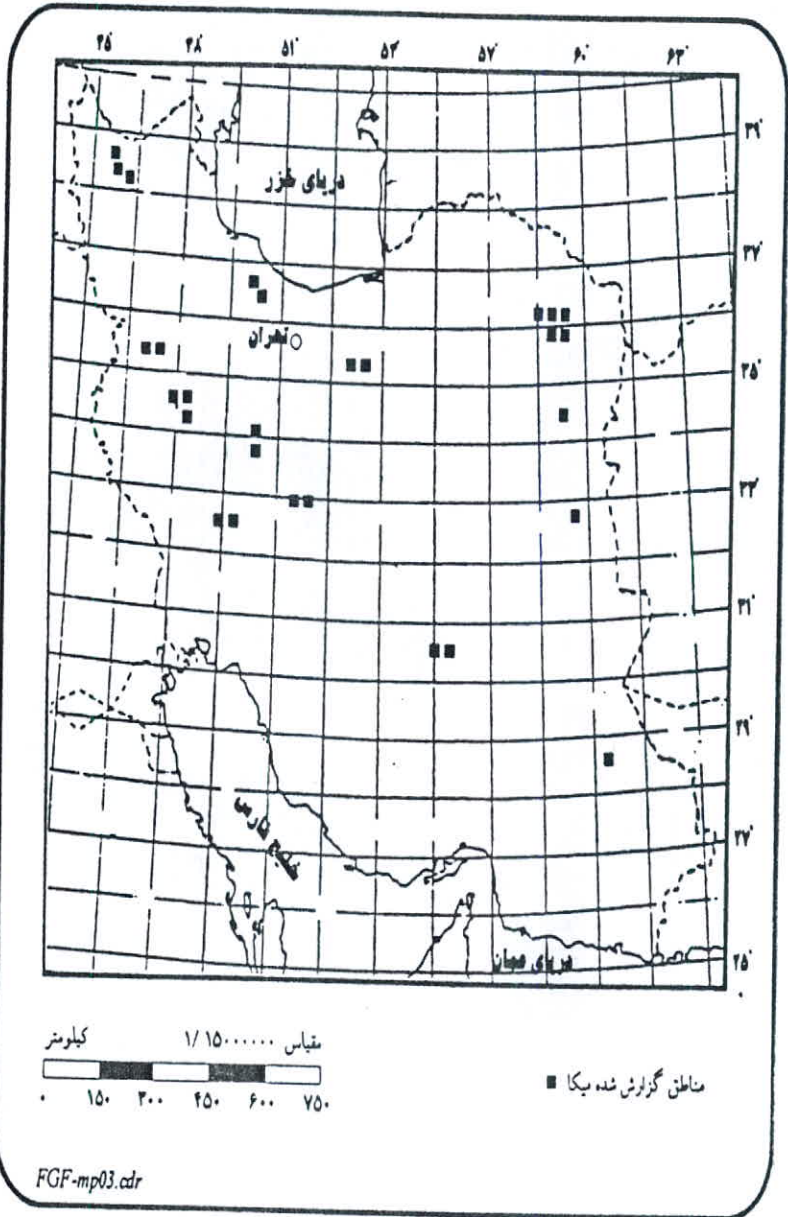 ۴۵° ۴۸° ۵۱° ۵۴° ۵۷° ۶۰° ۶۳°
۳۹°
دریای خزر
۳۷°
تهران
۳۵°
۳۳°
۳۱°
۲۹°
خلیج فارس
۲۷°
دریای عمان
۲۵°
مقیاس ۱/۱۵۰۰۰۰۰۰ کیلومتر
۰ ۱۵۰ ۳۰۰ ۴۵۰ ۶۰۰ ۷۵۰
مناطق گزارش شده میکا
FGF-mp03.cdr